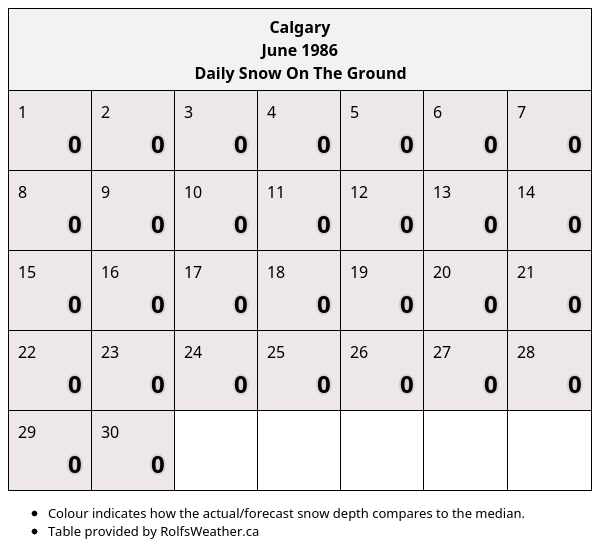 Calgary
June 1986
Daily Snow On The Ground
1 2 3 4 5 6 7
0 0 0 0 0 0 0
8 9 10 11 12 13 14
0 0 0 0 0 0 0
15 16 17 18 19 20 21
0 0 0 0 0 0 0
22 23 24 25 26 27 28
0 0 0 0 0 0 0
29 30
0 0
• Colour indicates how the actual/forecast snow depth compares to the median.
• Table provided by RolfsWeather.ca